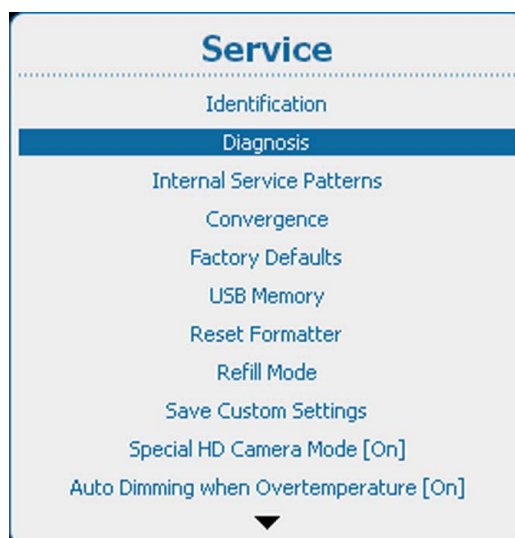 Service
Identification
Diagnosis
Internal Service Patterns
Convergence
Factory Defaults
USB Memory
Reset Formatter
Refill Mode
Save Custom Settings
Special HD Camera Mode [On]
Auto Dimming when Overtemperature [On]